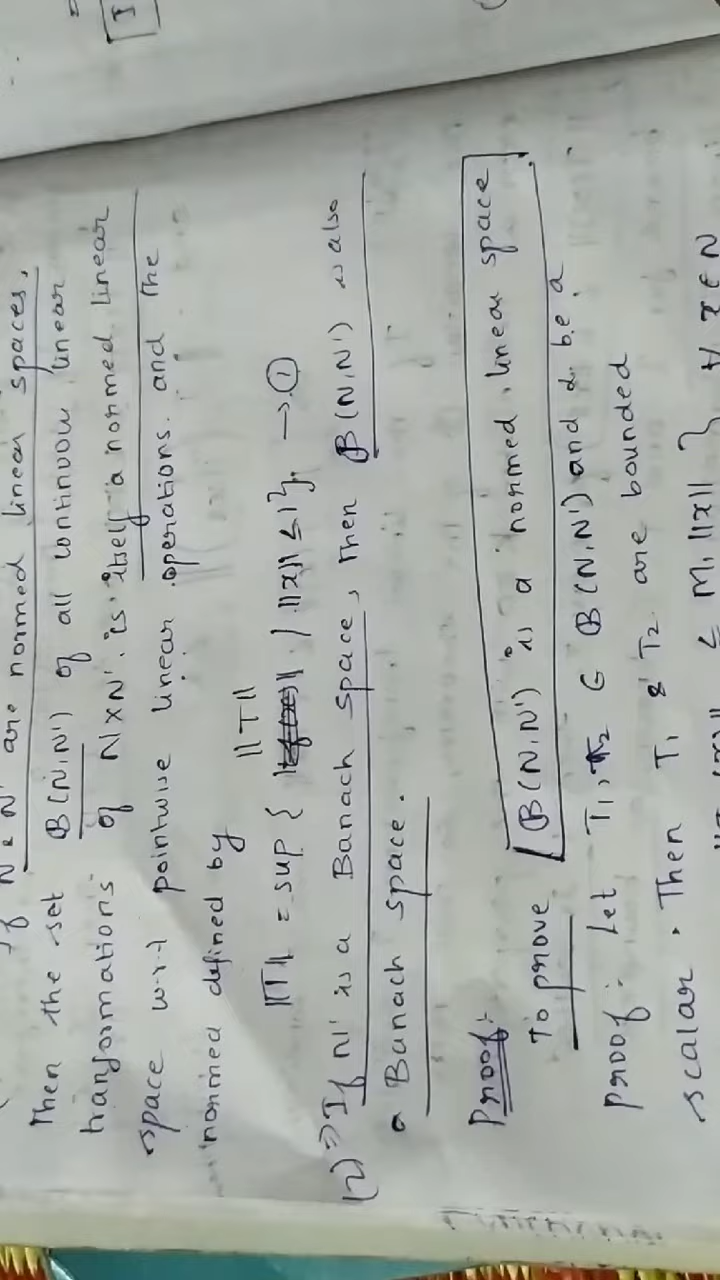 If N & N' are normed linear spaces,
Then the set B(N,N') of all continuow linear
tranformations of N×N'. is itself a normed linear
space w.r.t pointwise linear operations. and the
normed defined by
||T||
||T|| = sup { / ||x|| ≤ 1}. → ①
(2) ⇒ If N' is a Banach space, then B(N,N') is also
a Banach space.
Proof:-
To prove B(N,N') is a normed linear space.
proof :- Let T1, T2 ∈ B(N,N') and α be a
scalar. Then T1 & T2 are bounded
≤ M1 ||x|| } ∀ x ∈ N
I